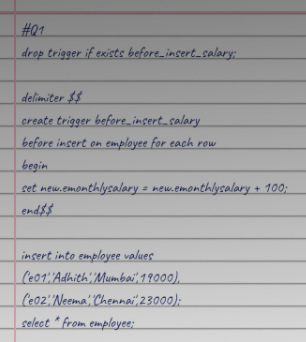 #Q1
drop trigger if exists before_insert_salary;
delimiter $$
create trigger before_insert_salary
before insert on employee for each row
begin
set new.emonthlysalary = new.emonthlysalary + 100;
end$$
insert into employee values
('e01','Adhith','Mumbai',19000),
('e02','Neema','Chennai',23000);
select * from employee;